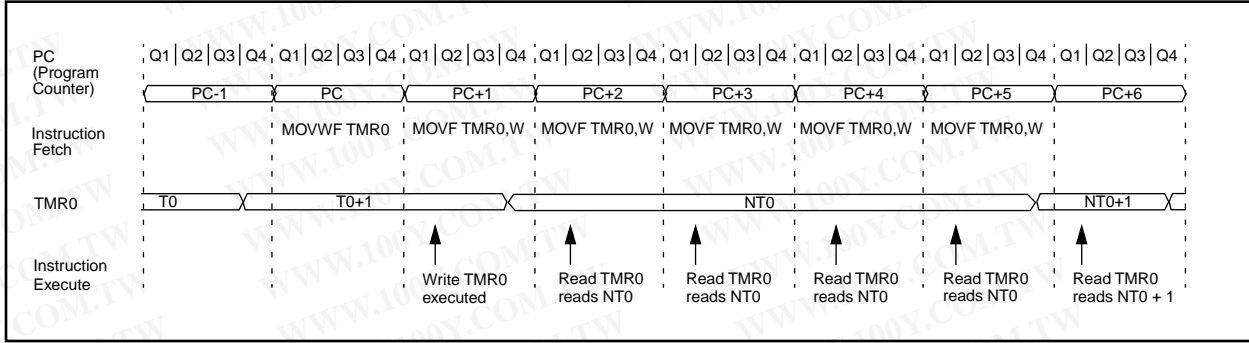 PC
(Program
Counter)
Q1 Q2 Q3 Q4 Q1 Q2 Q3 Q4 Q1 Q2 Q3 Q4 Q1 Q2 Q3 Q4 Q1 Q2 Q3 Q4 Q1 Q2 Q3 Q4 Q1 Q2 Q3 Q4 Q1 Q2 Q3 Q4
PC-1 PC PC+1 PC+2 PC+3 PC+4 PC+5 PC+6
Instruction
Fetch
MOVWF TMR0 MOVF TMR0,W MOVF TMR0,W MOVF TMR0,W MOVF TMR0,W MOVF TMR0,W
TMR0
T0 T0+1 NT0 NT0+1
Instruction
Execute
Write TMR0
executed
Read TMR0
reads NT0
Read TMR0
reads NT0
Read TMR0
reads NT0
Read TMR0
reads NT0
Read TMR0
reads NT0 + 1
WWW.100Y.COM.TW